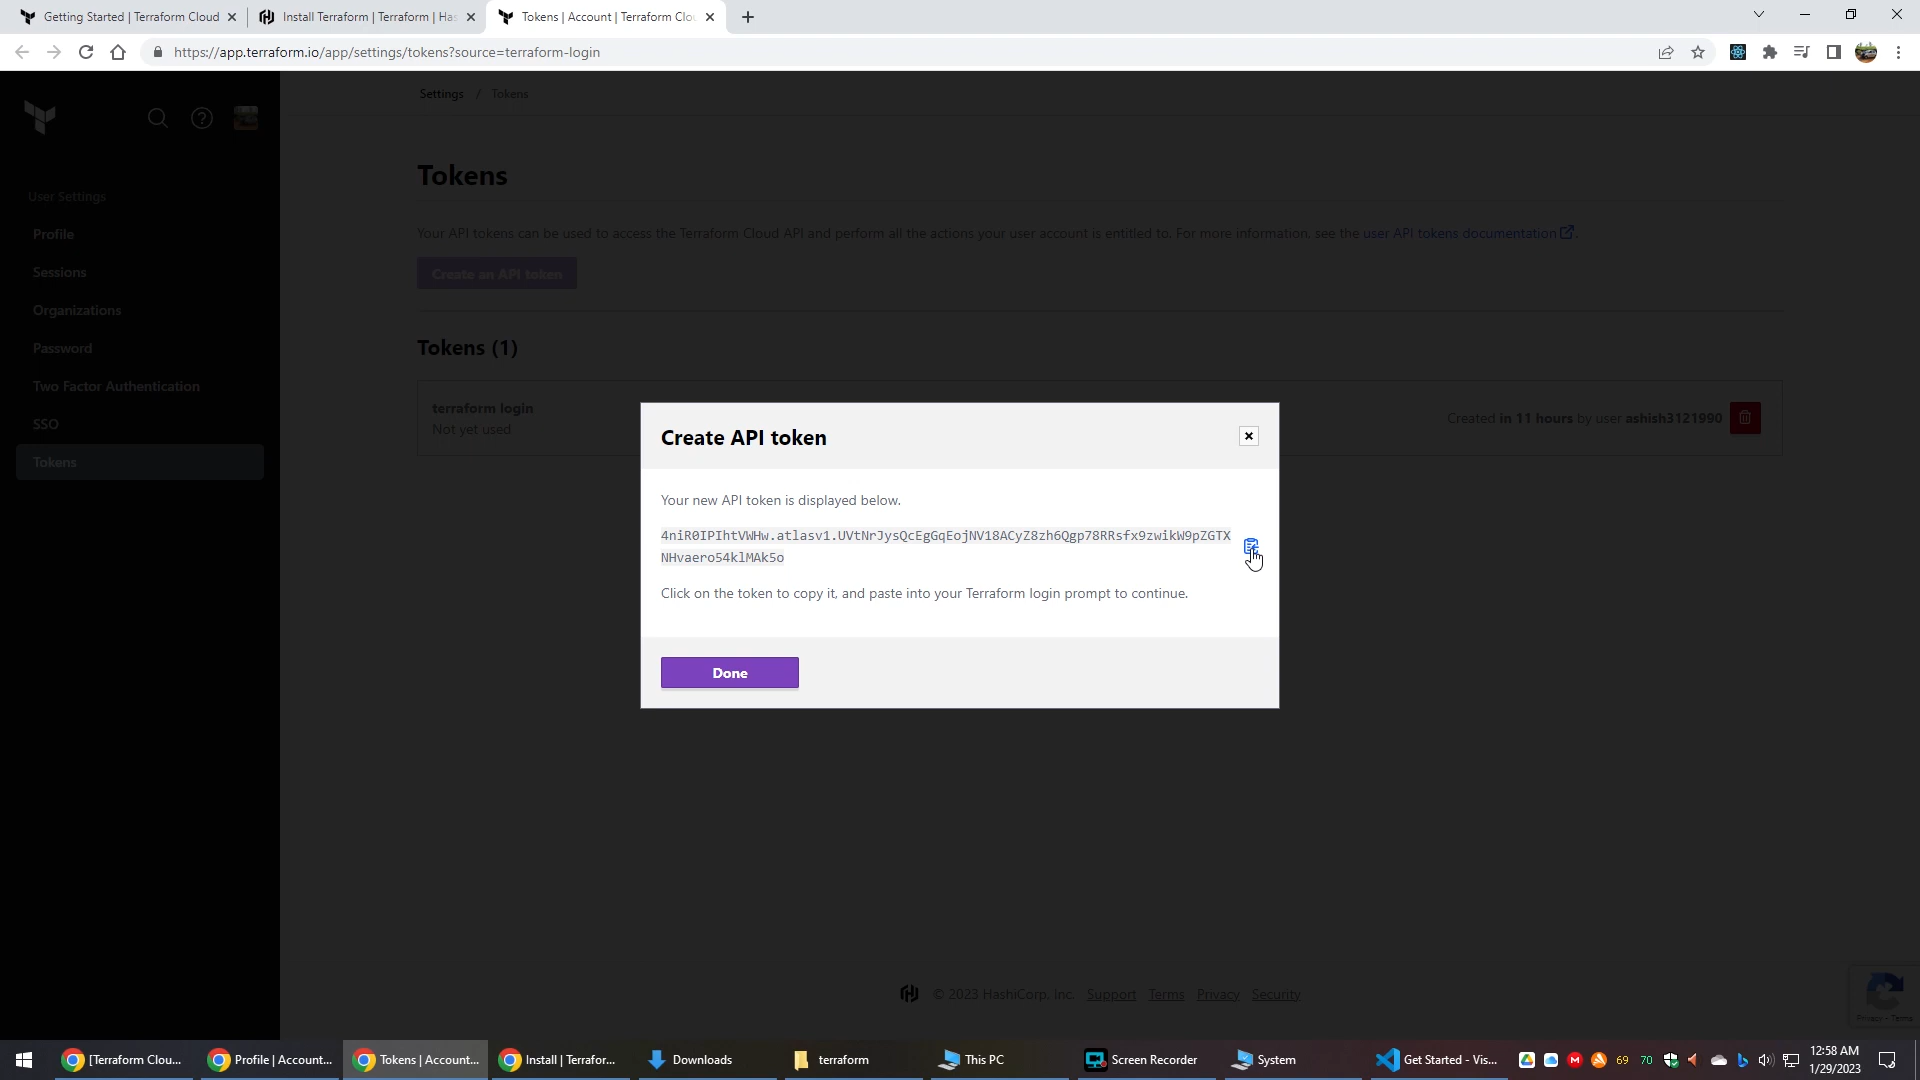 Getting Started | Terraform Cloud
Install Terraform | Terraform | Has
Tokens | Account | Terraform Clou
https://app.terraform.io/app/settings/tokens?source=terraform-login
Settings / Tokens
User Settings
Profile
Sessions
Organizations
Password
Two Factor Authentication
SSO
Tokens
Tokens
Your API tokens can be used to access the Terraform Cloud API and perform all the actions your user account is entitled to. For more information, see the user API tokens documentation.
Create an API token
Tokens (1)
terraform login
Not yet used
Created in 11 hours by user ashish3121990
Create API token
Your new API token is displayed below.
4niR0IPIhtVWHw.atlasv1.UVtNrJysQcEgGqEojNV18ACyZ8zh6Qgp78RRsfx9zwikW9pZGTX
NHvaero54klMAk5o
Click on the token to copy it, and paste into your Terraform login prompt to continue.
Done
© 2023 HashiCorp, Inc. Support Terms Privacy Security
Privacy - Terms
[Terraform Clou...
Profile | Account...
Tokens | Account...
Install | Terrafor...
Downloads
terraform
This PC
Screen Recorder
System
Get Started - Vis...
69
70
12:58 AM
1/29/2023